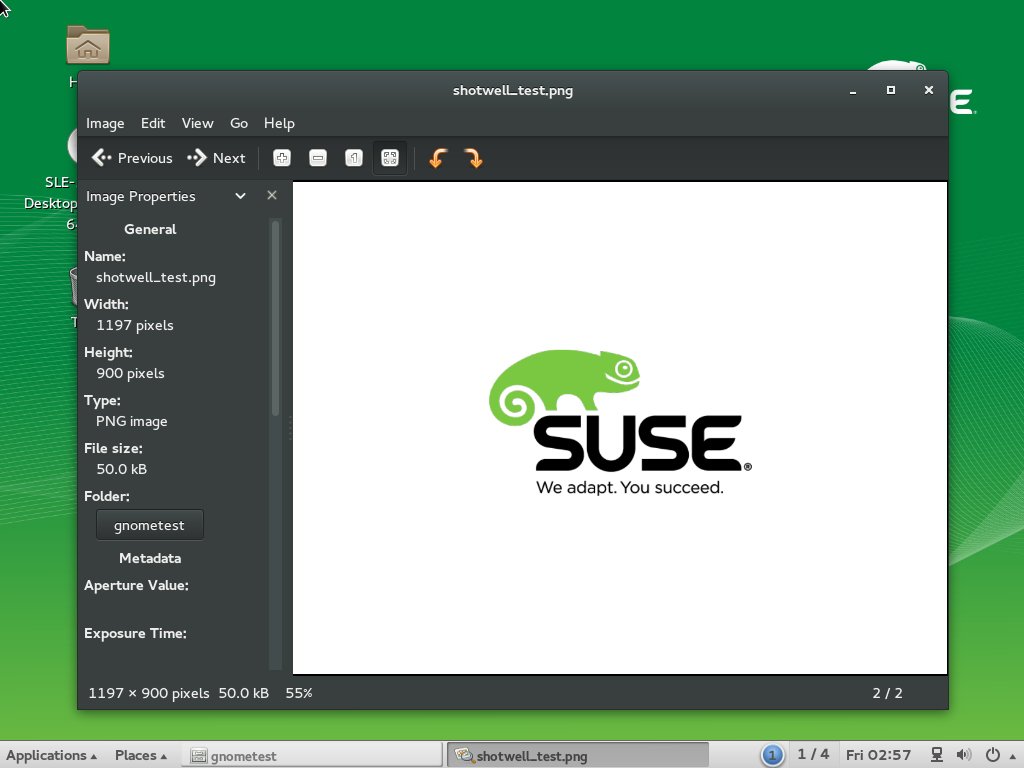 shotwell_test.png
Image Edit View Go Help
Previous Next
Image Properties
General
Name:
shotwell_test.png
Width:
1197 pixels
Height:
900 pixels
Type:
PNG image
File size:
50.0 kB
Folder:
gnometest
Metadata
Aperture Value:
Exposure Time:
SUSE®
We adapt. You succeed.
1197 × 900 pixels 50.0 kB 55% 2 / 2
H
SLE-
Desktop
6
T
E.
Applications Places gnometest shotwell_test.png 1 1 / 4 Fri 02:57